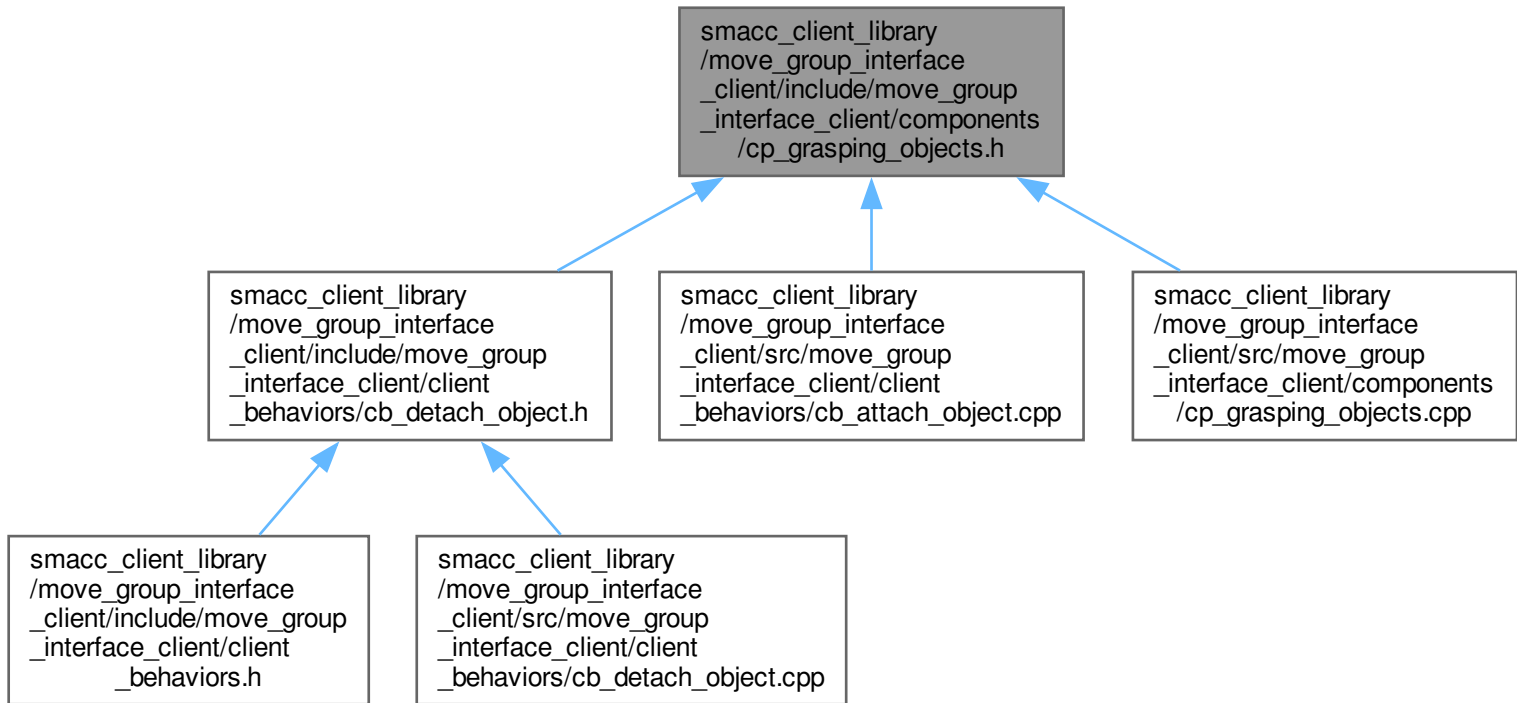 smacc_client_library
/move_group_interface
_client/include/move_group
_interface_client/components
/cp_grasping_objects.h
smacc_client_library
/move_group_interface
_client/include/move_group
_interface_client/client
_behaviors/cb_detach_object.h
smacc_client_library
/move_group_interface
_client/src/move_group
_interface_client/client
_behaviors/cb_attach_object.cpp
smacc_client_library
/move_group_interface
_client/src/move_group
_interface_client/components
/cp_grasping_objects.cpp
smacc_client_library
/move_group_interface
_client/include/move_group
_interface_client/client
_behaviors.h
smacc_client_library
/move_group_interface
_client/src/move_group
_interface_client/client
_behaviors/cb_detach_object.cpp